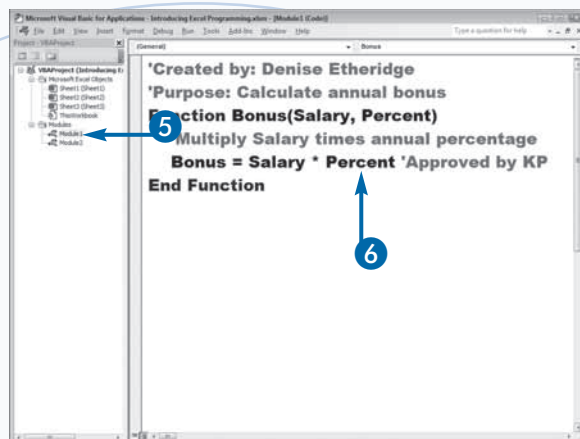 Microsoft Visual Basic for Applications - Introducing Excel Programming.xlsm - [Module1 (Code)]
File Edit View Insert Format Debug Run Tools Add-Ins Window Help
Type a question for help
Project - VBAProject
(General)
Bonus
VBAProject (Introducing E
Microsoft Excel Objects
Sheet1 (Sheet1)
Sheet2 (Sheet2)
Sheet3 (Sheet3)
ThisWorkbook
Modules
Module1
Module2
5
'Created by: Denise Etheridge
'Purpose: Calculate annual bonus
Function Bonus(Salary, Percent)
'Multiply Salary times annual percentage
Bonus = Salary * Percent 'Approved by KP
End Function
6